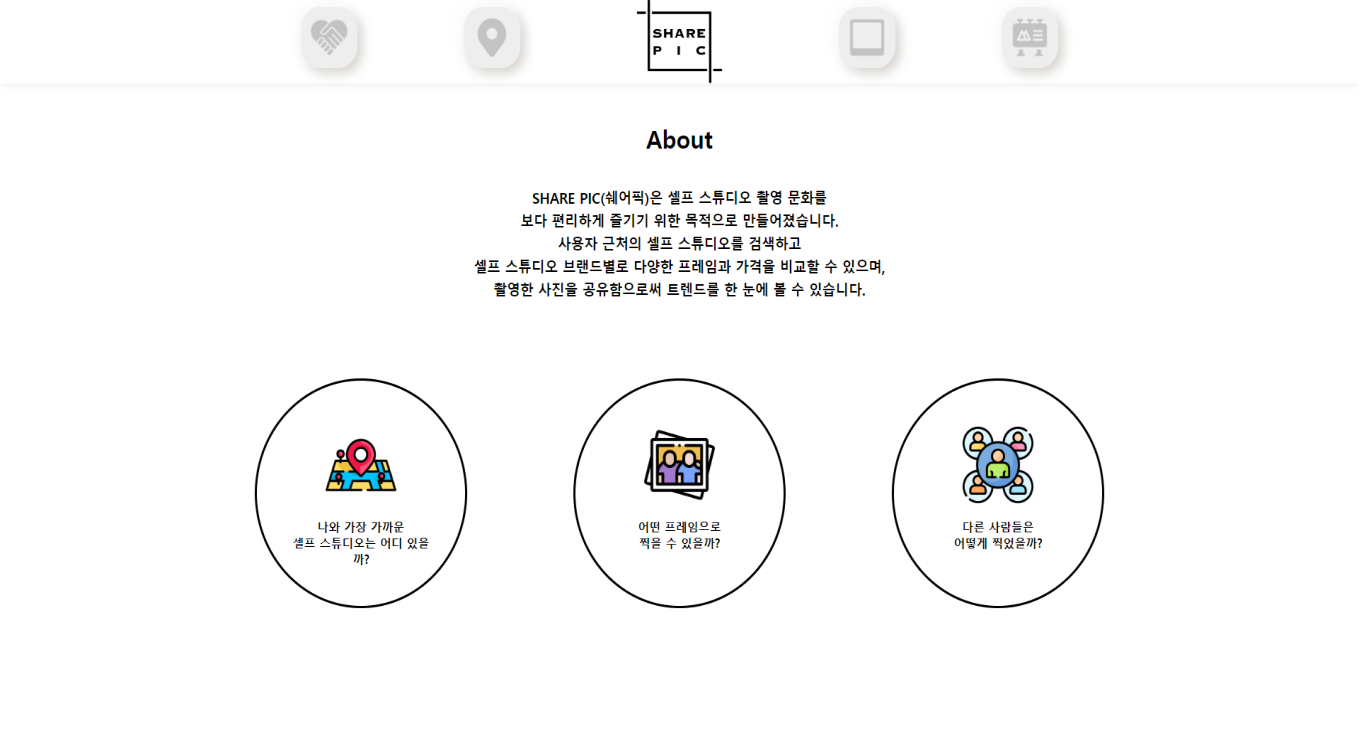 SHARE
PIC
About
SHARE PIC(쉐어픽)은 셀프 스튜디오 촬영 문화를
보다 편리하게 즐기기 위한 목적으로 만들어졌습니다.
사용자 근처의 셀프 스튜디오를 검색하고
셀프 스튜디오 브랜드별로 다양한 프레임과 가격을 비교할 수 있으며,
촬영한 사진을 공유함으로써 트렌드를 한 눈에 볼 수 있습니다.
나와 가장 가까운
셀프 스튜디오는 어디 있을
까?
어떤 프레임으로
찍을 수 있을까?
다른 사람들은
어떻게 찍었을까?